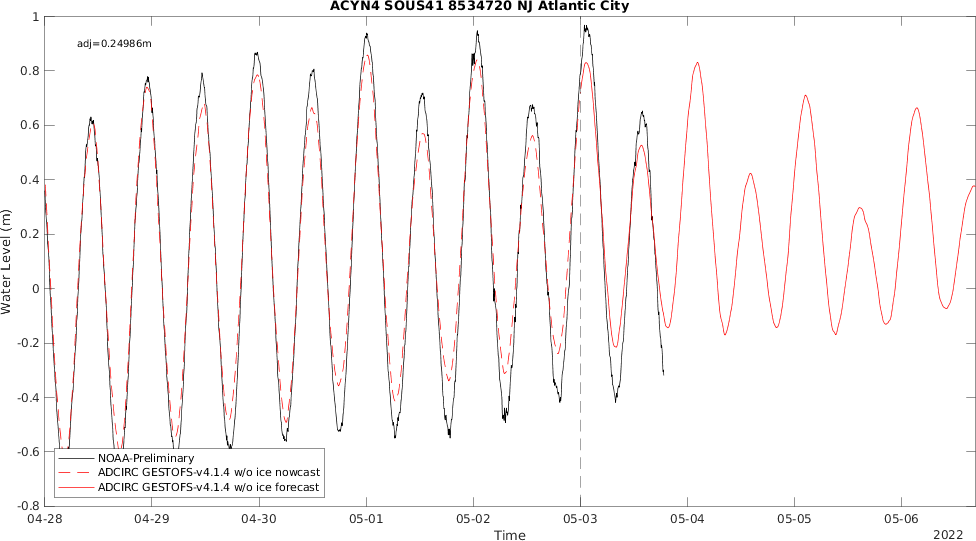 ACYN4 SOUS41 8534720 NJ Atlantic City
adj=0.24986m
1
0.8
0.6
0.4
0.2
0
-0.2
-0.4
-0.6
-0.8
Water Level (m)
NOAA-Preliminary
ADCIRC GESTOFS-v4.1.4 w/o ice nowcast
ADCIRC GESTOFS-v4.1.4 w/o ice forecast
04-28 04-29 04-30 05-01 05-02 05-03 05-04 05-05 05-06
Time
2022